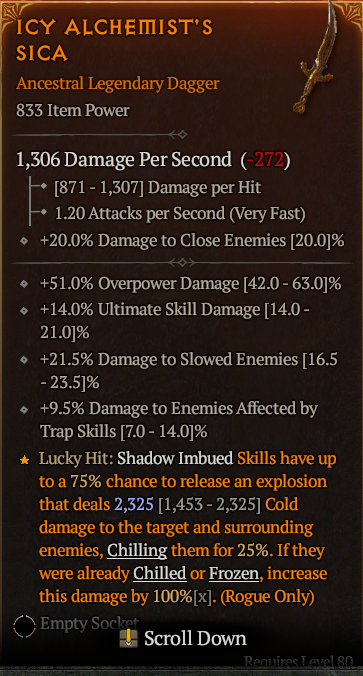 ICY ALCHEMIST'S
SICA
Ancestral Legendary Dagger
833 Item Power
1,306 Damage Per Second (-272)
[871 - 1,307] Damage per Hit
1.20 Attacks per Second (Very Fast)
+20.0% Damage to Close Enemies [20.0]%
+51.0% Overpower Damage [42.0 - 63.0]%
+14.0% Ultimate Skill Damage [14.0 -
21.0]%
+21.5% Damage to Slowed Enemies [16.5
- 23.5]%
+9.5% Damage to Enemies Affected by
Trap Skills [7.0 - 14.0]%
Lucky Hit: Shadow Imbued Skills have up
to a 75% chance to release an explosion
that deals 2,325 [1,453 - 2,325] Cold
damage to the target and surrounding
enemies, Chilling them for 25%. If they
were already Chilled or Frozen, increase
this damage by 100%[x]. (Rogue Only)
Empty Socket
Scroll Down
Requires Level 80